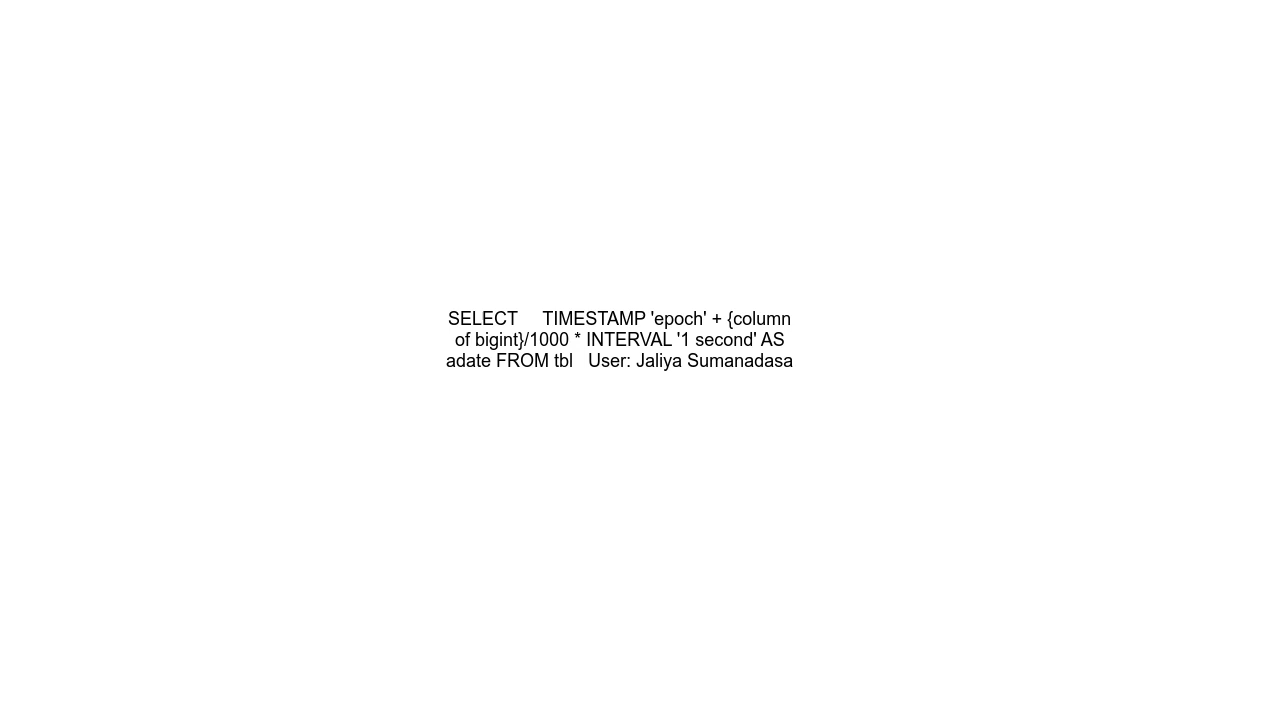 SELECT     TIMESTAMP 'epoch' + {column
of bigint}/1000 * INTERVAL '1 second' AS
adate FROM tbl   User: Jaliya Sumanadasa